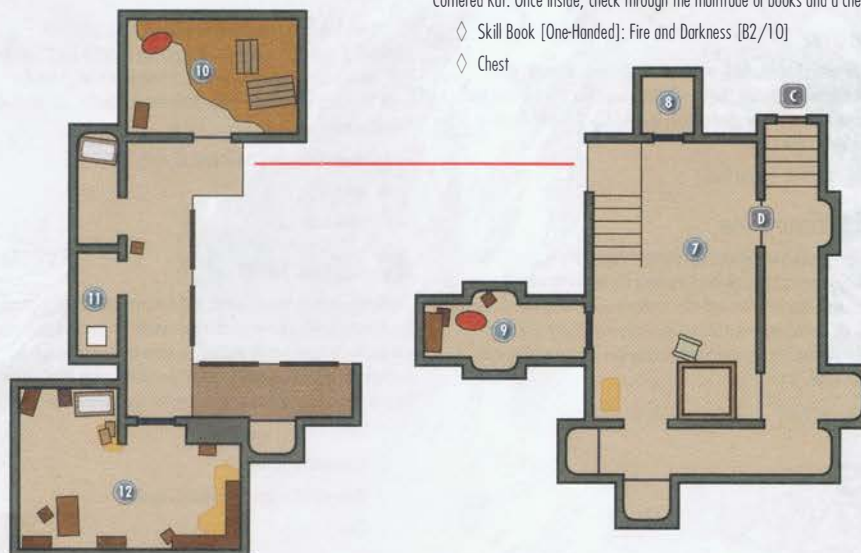 Cornered Rat. Once inside, check through the multitude of books and a che
◊ Skill Book [One-Handed]: Fire and Darkness [B2/10]
◊ Chest
10
8
C
D
7
11
9
12